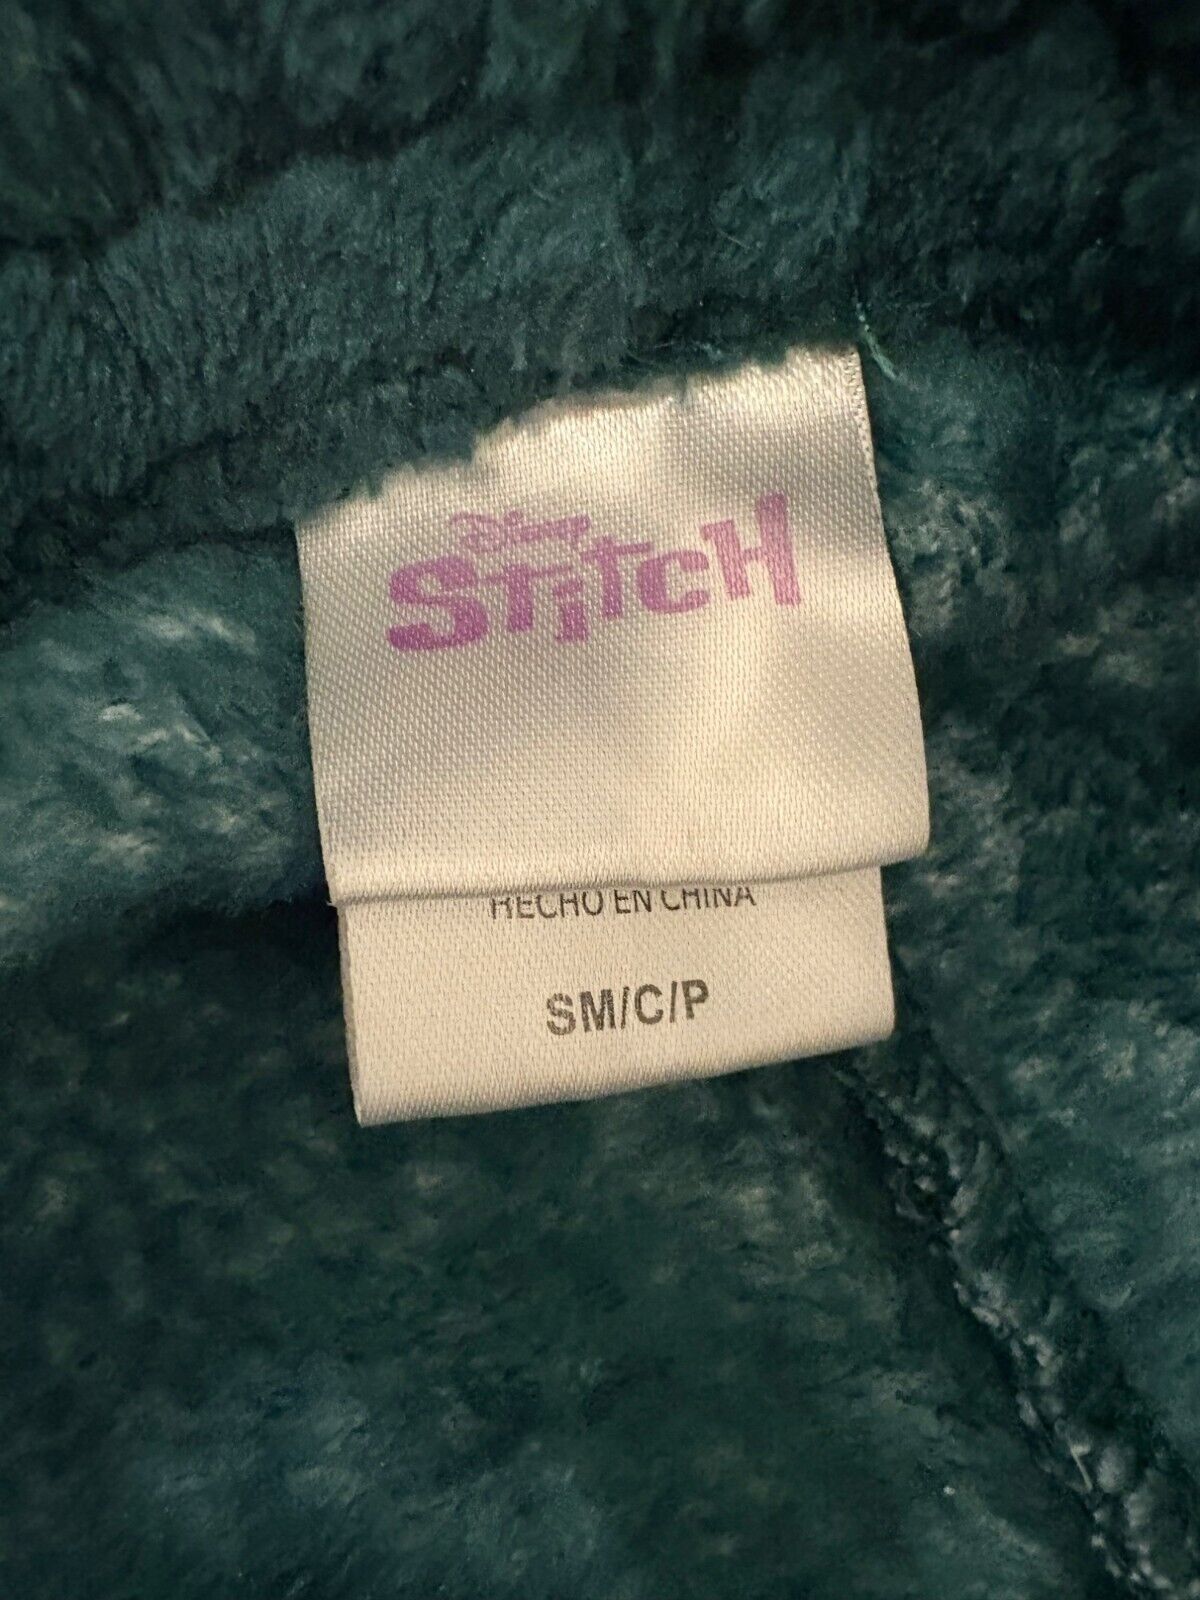 Disney
Stitch
HECHO EN CHINA
SM/C/P